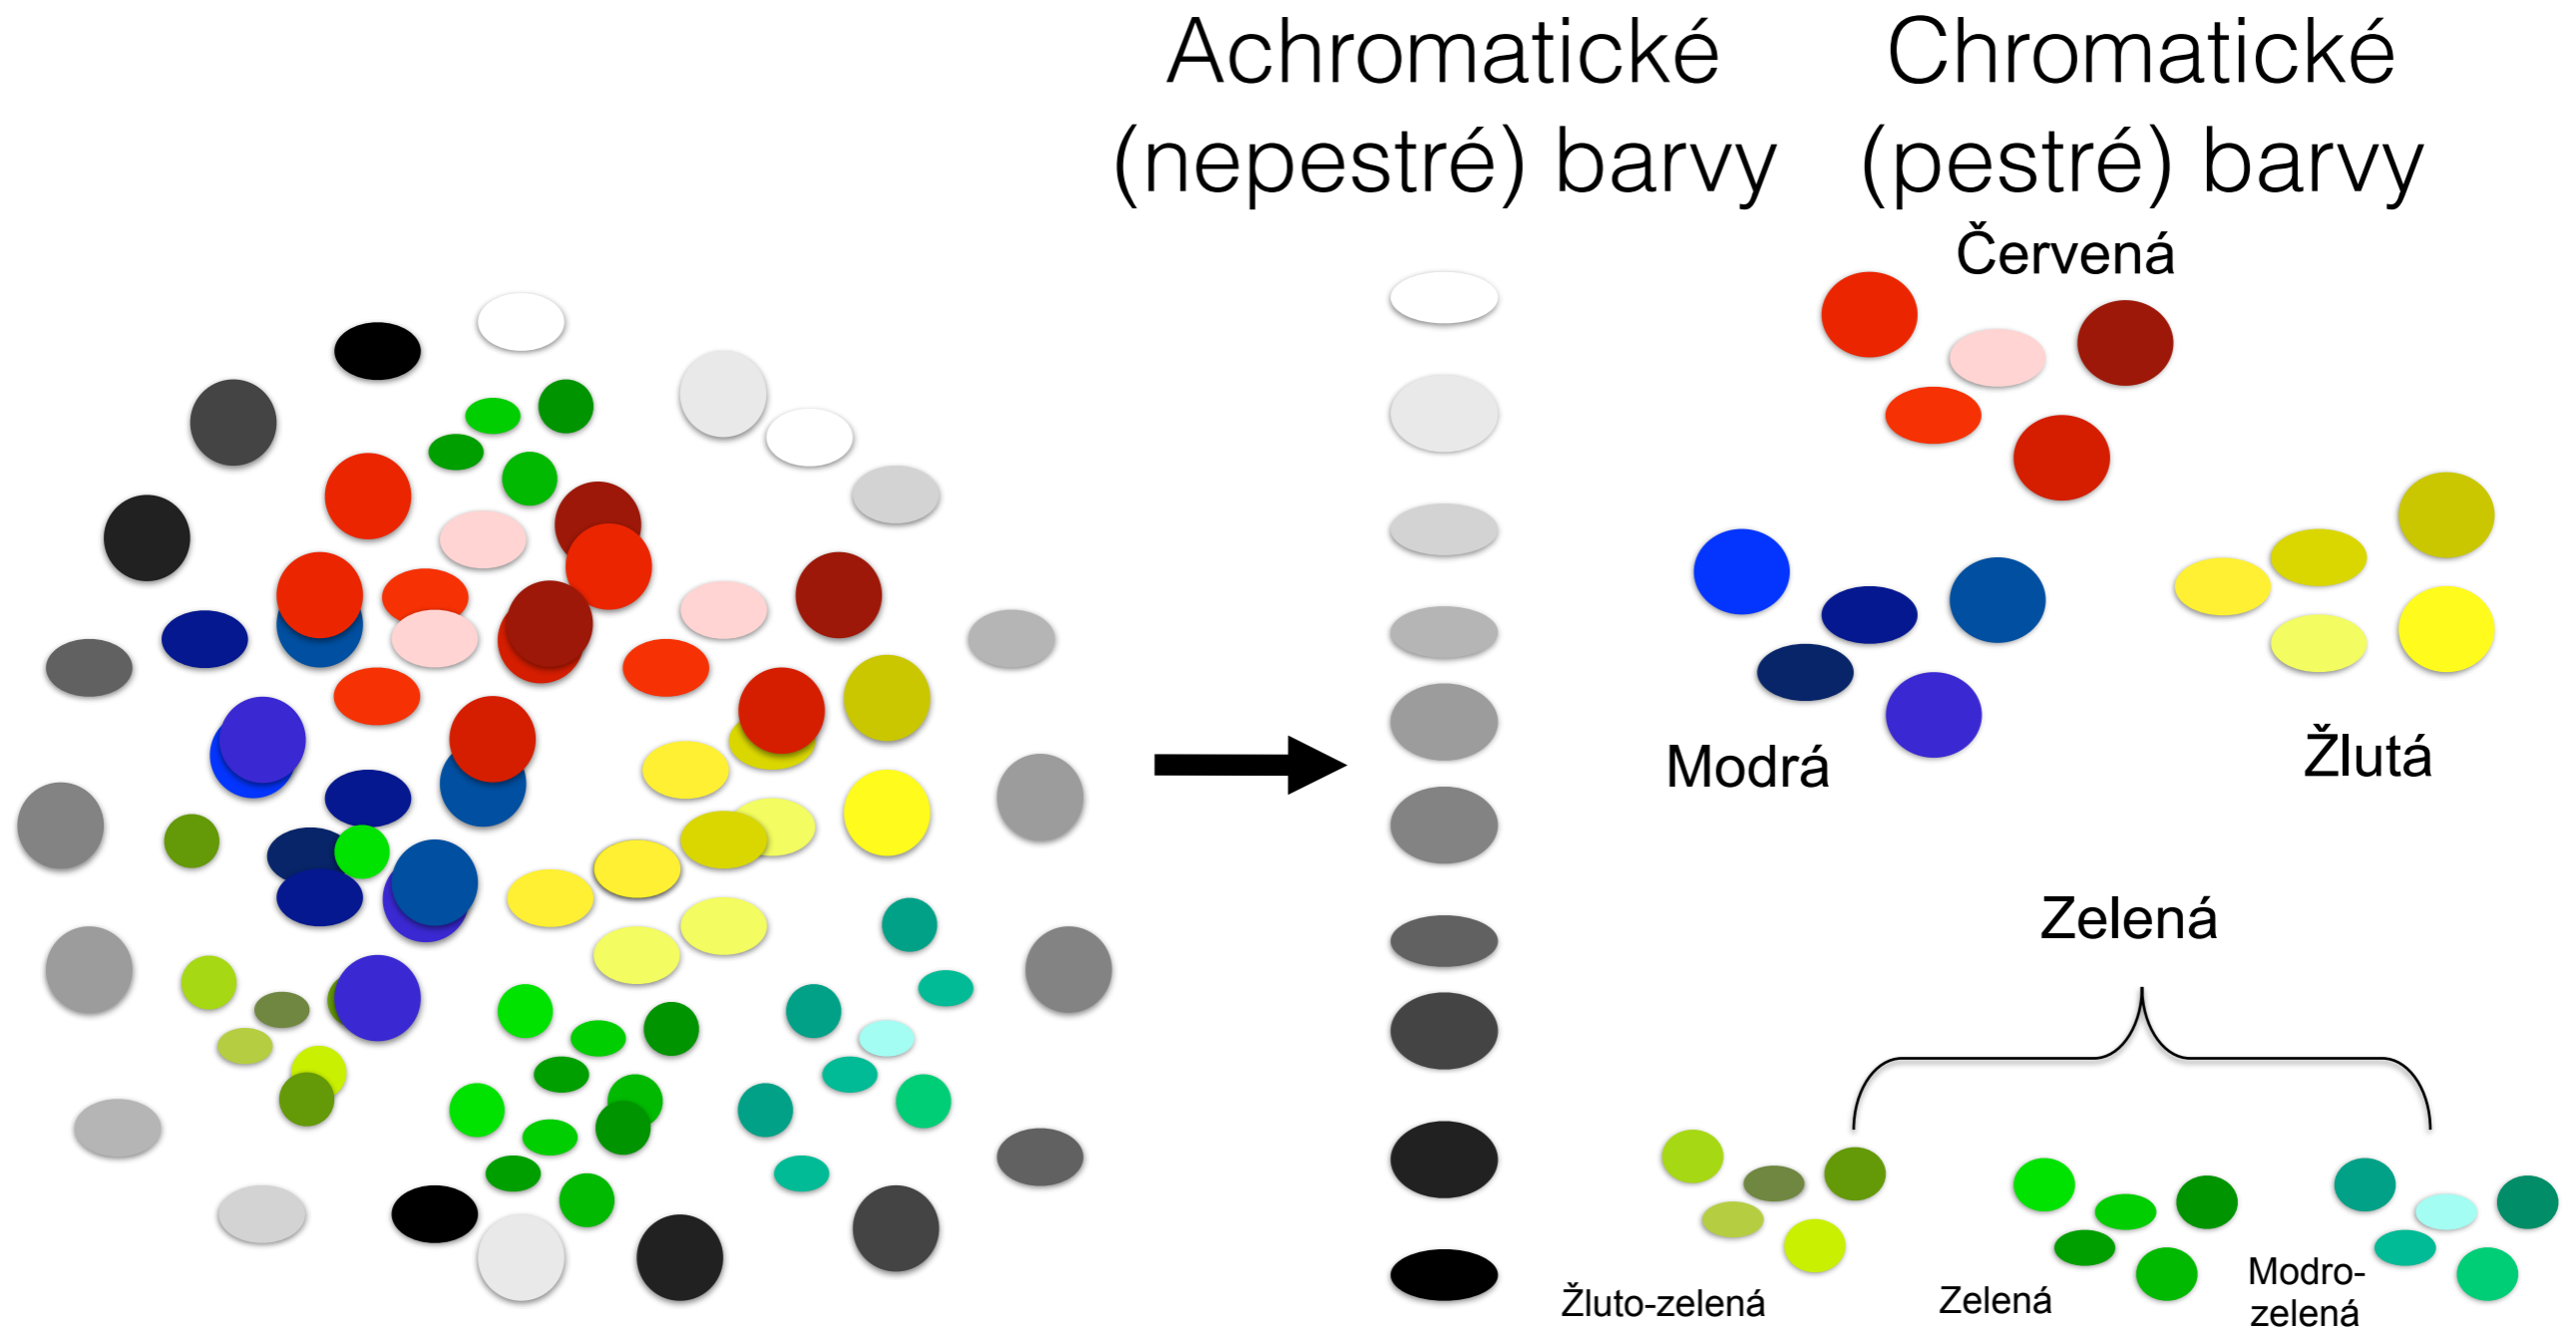 Achromatické
(nepestré) barvy
Chromatické
(pestré) barvy
Červená
Modrá
Žlutá
Zelená
Žluto-zelená
Zelená
Modro-
zelená